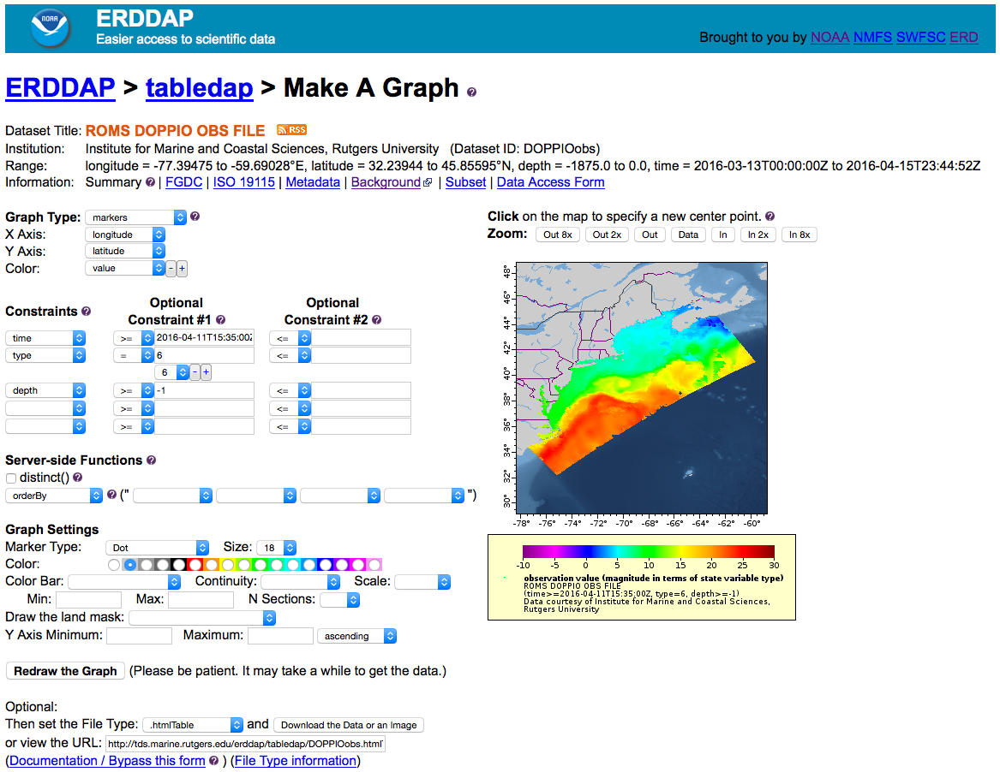 NOAA
ERDDAP
Easier access to scientific data
Brought to you by NOAA NMFS SWFSC ERD
ERDDAP > tabledap > Make A Graph ?
Dataset Title: ROMS DOPPIO OBS FILE RSS
Institution: Institute for Marine and Coastal Sciences, Rutgers University (Dataset ID: DOPPIOobs)
Range: longitude = -77.39475 to -59.69028°E, latitude = 32.23944 to 45.85595°N, depth = -1875.0 to 0.0, time = 2016-03-13T00:00:00Z to 2016-04-15T23:44:52Z
Information: Summary ? | FGDC | ISO 19115 | Metadata | Background | Subset | Data Access Form
Graph Type: markers ?
X Axis: longitude
Y Axis: latitude
Color: value - +
Constraints ? Optional Constraint #1 ? Optional Constraint #2 ?
time >= 2016-04-11T15:35:00Z <=
type = 6 <=
6 - +
depth >= -1 <=
>= <=
>= <=
Server-side Functions ?
distinct() ?
orderBy ? (" ")
Graph Settings
Marker Type: Dot Size: 18
Color:
Color Bar: Continuity: Scale:
Min: Max: N Sections:
Draw the land mask:
Y Axis Minimum: Maximum: ascending
Redraw the Graph (Please be patient. It may take a while to get the data.)
Optional:
Then set the File Type: .htmlTable and Download the Data or an Image
or view the URL: http://tds.marine.rutgers.edu/erddap/tabledap/DOPPIOobs.html
(Documentation / Bypass this form ? ) (File Type information)
Click on the map to specify a new center point. ?
Zoom: Out 8x Out 2x Out Data In In 2x In 8x
48°
46°
44°
42°
40°
38°
36°
34°
32°
30°
-78° -76° -74° -72° -70° -68° -66° -64° -62° -60°
-10 -5 0 5 10 15 20 25 30
observation value (magnitude in terms of state variable type)
ROMS DOPPIO OBS FILE
(time>=2016-04-11T15:35:00Z, type=6, depth>=-1)
Data courtesy of Institute for Marine and Coastal Sciences,
Rutgers University